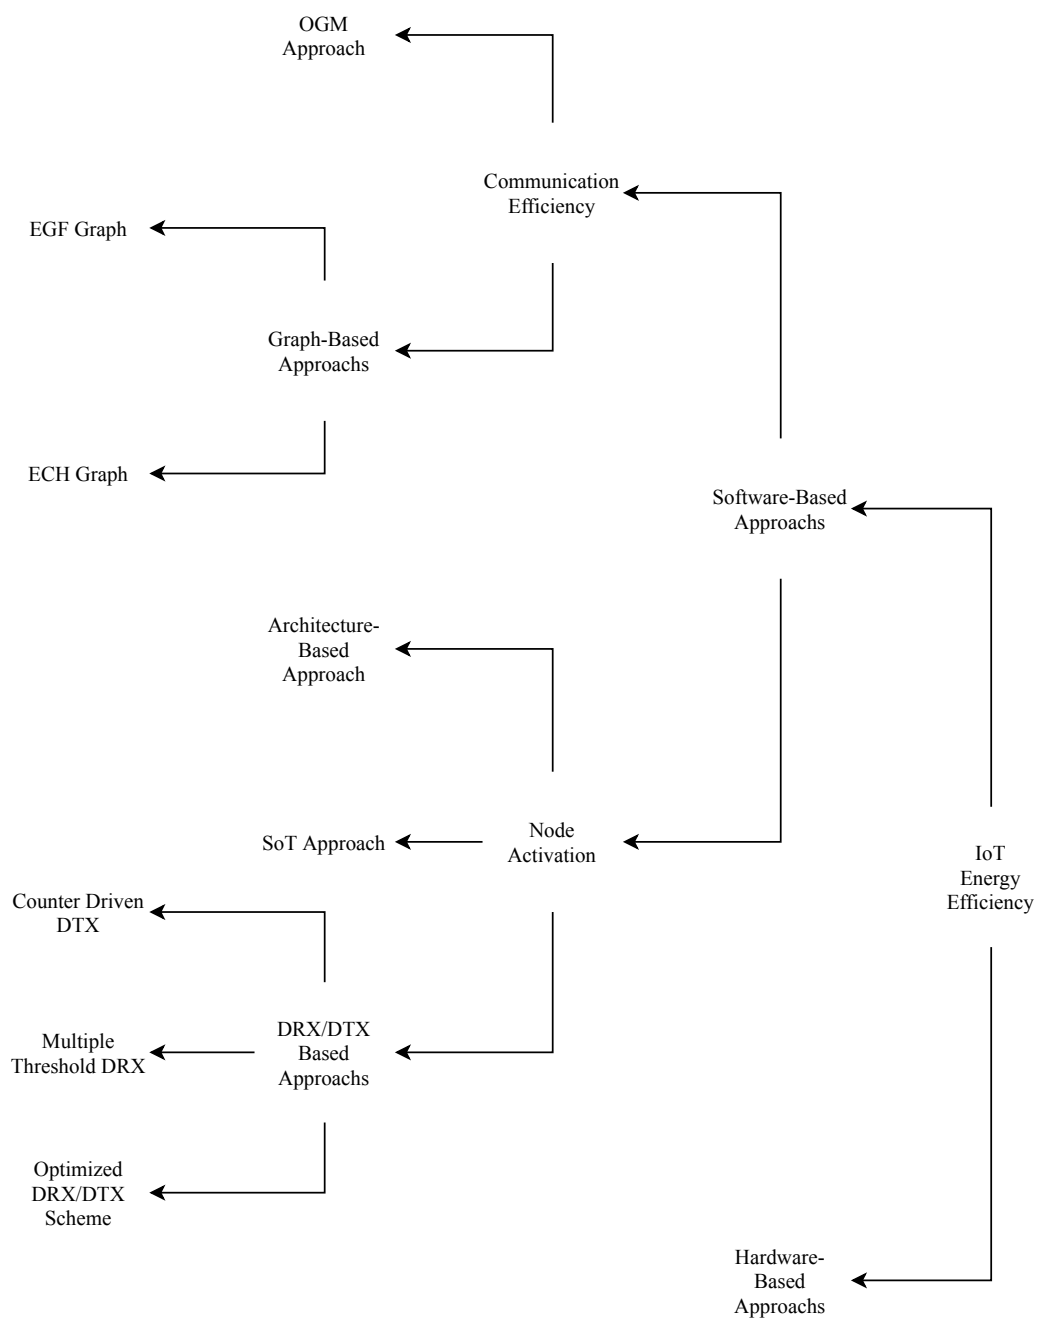 OGM
Approach
Communication
Efficiency
EGF Graph
Graph-Based
Approachs
ECH Graph
Software-Based
Approachs
Architecture-
Based
Approach
SoT Approach
Node
Activation
IoT
Energy
Efficiency
Counter Driven
DTX
DRX/DTX
Based
Approachs
Multiple
Threshold DRX
Optimized
DRX/DTX
Scheme
Hardware-
Based
Approachs